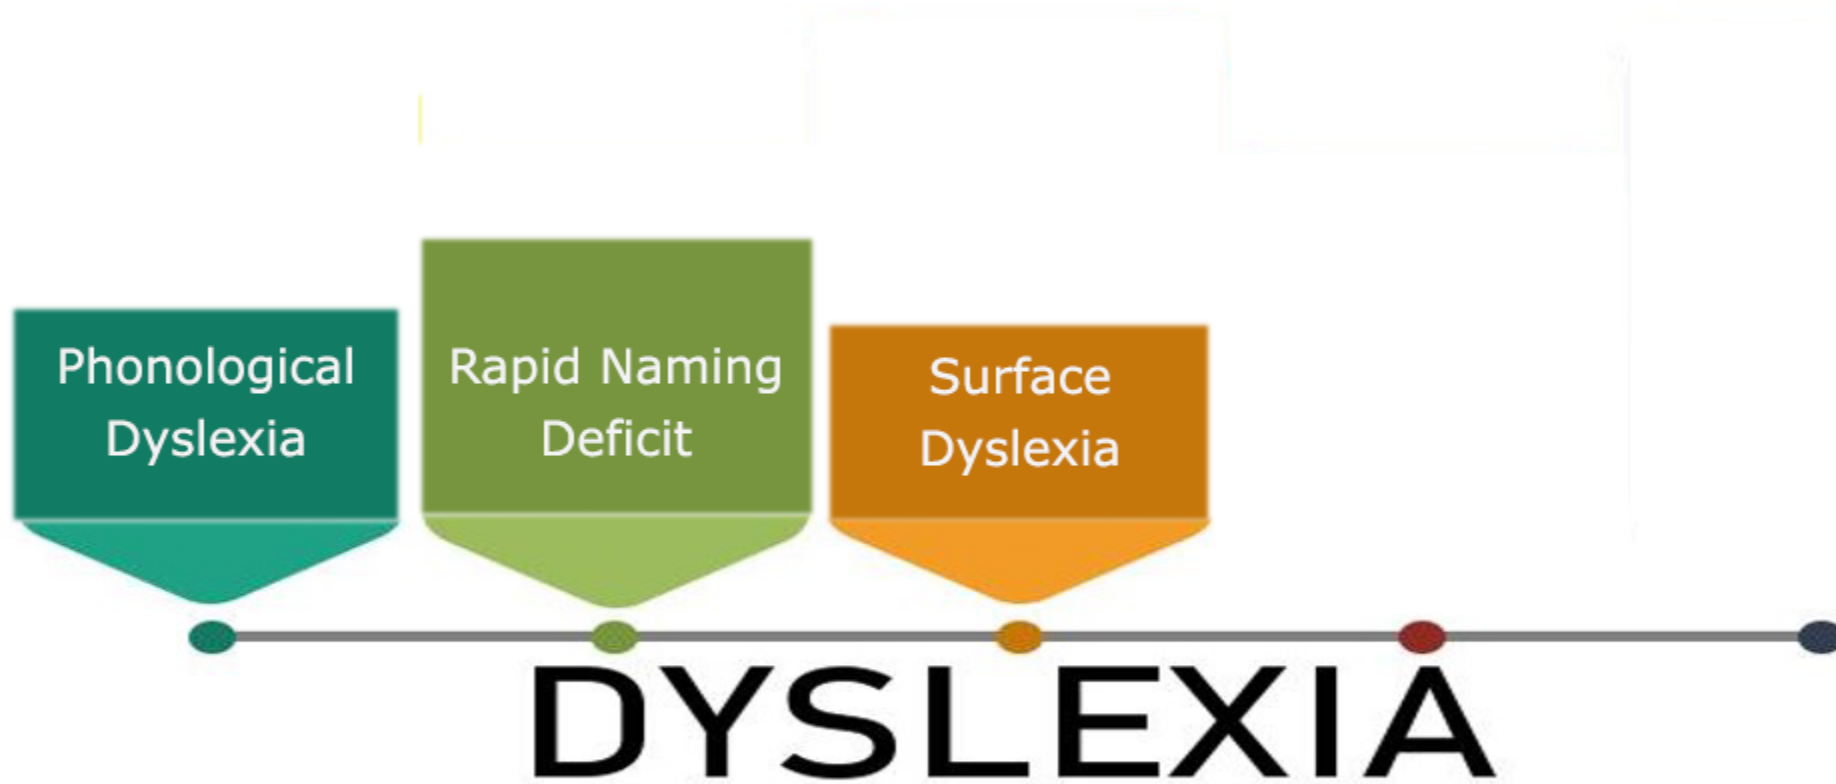 Phonological
Dyslexia
Rapid Naming
Deficit
Surface
Dyslexia
DYSLEXIA